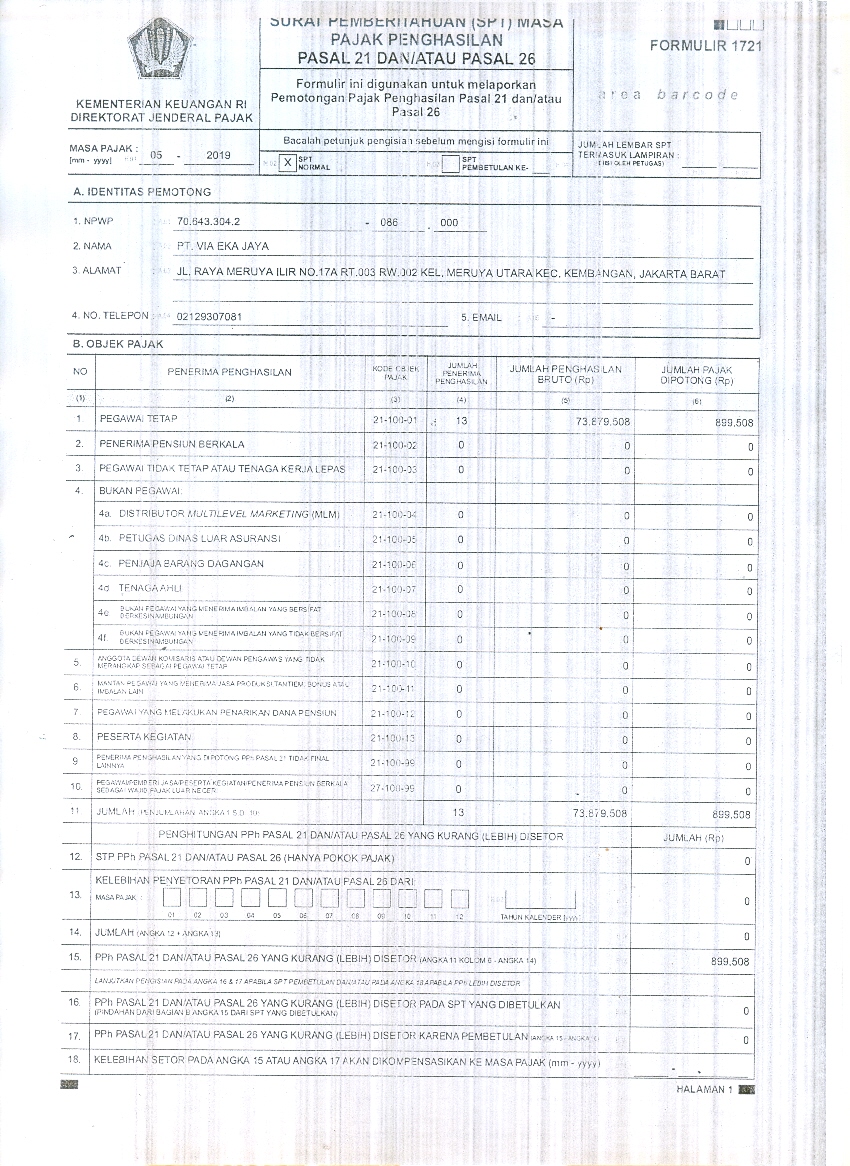 SURAT PEMBERITAHUAN (SPT) MASA
PAJAK PENGHASILAN
PASAL 21 DAN/ATAU PASAL 26
FORMULIR 1721
Formulir ini digunakan untuk melaporkan
Pemotongan Pajak Penghasilan Pasal 21 dan/atau
Pasal 26
area barcode
KEMENTERIAN KEUANGAN RI
DIREKTORAT JENDERAL PAJAK
MASA PAJAK :
[mm - yyyy] 05 - 2019
Bacalah petunjuk pengisian sebelum mengisi formulir ini
X SPT NORMAL
SPT PEMBETULAN KE-
JUMLAH LEMBAR SPT
TERMASUK LAMPIRAN :
(DIISI OLEH PETUGAS)
A. IDENTITAS PEMOTONG
1. NPWP 70.643.304.2 - 086 . 000
2. NAMA PT. VIA EKA JAYA
3. ALAMAT JL. RAYA MERUYA ILIR NO.17A RT.003 RW.002 KEL. MERUYA UTARA KEC. KEMBANGAN, JAKARTA BARAT
4. NO. TELEPON 02129307081 5. EMAIL -
B. OBJEK PAJAK
NO PENERIMA PENGHASILAN KODE OBJEK PAJAK JUMLAH PENERIMA PENGHASILAN JUMLAH PENGHASILAN BRUTO (Rp) JUMLAH PAJAK DIPOTONG (Rp)
(1) (2) (3) (4) (5) (6)
1. PEGAWAI TETAP 21-100-01 13 73,879,508 899,508
2. PENERIMA PENSIUN BERKALA 21-100-02 0 0 0
3. PEGAWAI TIDAK TETAP ATAU TENAGA KERJA LEPAS 21-100-03 0 0 0
4. BUKAN PEGAWAI:
4a. DISTRIBUTOR MULTILEVEL MARKETING (MLM) 21-100-04 0 0 0
4b. PETUGAS DINAS LUAR ASURANSI 21-100-05 0 0 0
4c. PENJAJA BARANG DAGANGAN 21-100-06 0 0 0
4d. TENAGA AHLI 21-100-07 0 0 0
4e. BUKAN PEGAWAI YANG MENERIMA IMBALAN YANG BERSIFAT BERKESINAMBUNGAN 21-100-08 0 0 0
4f. BUKAN PEGAWAI YANG MENERIMA IMBALAN YANG TIDAK BERSIFAT BERKESINAMBUNGAN 21-100-09 0 0 0
5. ANGGOTA DEWAN KOMISARIS ATAU DEWAN PENGAWAS YANG TIDAK MERANGKAP SEBAGAI PEGAWAI TETAP 21-100-10 0 0 0
6. MANTAN PEGAWAI YANG MENERIMA JASA PRODUKSI, TANTIEM, BONUS ATAU IMBALAN LAIN 21-100-11 0 0 0
7. PEGAWAI YANG MELAKUKAN PENARIKAN DANA PENSIUN 21-100-12 0 0 0
8. PESERTA KEGIATAN 21-100-13 0 0 0
9. PENERIMA PENGHASILAN YANG DIPOTONG PPh PASAL 21 TIDAK FINAL LAINNYA 21-100-99 0 0 0
10. PEGAWAI/PEMBERI JASA/PESERTA KEGIATAN/PENERIMA PENSIUN BERKALA SEBAGAI WAJIB PAJAK LUAR NEGERI 27-100-99 0 0 0
11. JUMLAH (PENJUMLAHAN ANGKA 1 S.D. 10) 13 73,879,508 899,508
PENGHITUNGAN PPh PASAL 21 DAN/ATAU PASAL 26 YANG KURANG (LEBIH) DISETOR JUMLAH (Rp)
12. STP PPh PASAL 21 DAN/ATAU PASAL 26 (HANYA POKOK PAJAK) 0
13. KELEBIHAN PENYETORAN PPh PASAL 21 DAN/ATAU PASAL 26 DARI:
MASA PAJAK : 0
01 02 03 04 05 06 07 08 09 10 11 12 TAHUN KALENDER [yyyy]
14. JUMLAH (ANGKA 12 + ANGKA 13) 0
15. PPh PASAL 21 DAN/ATAU PASAL 26 YANG KURANG (LEBIH) DISETOR (ANGKA 11 KOLOM 6 - ANGKA 14) 899,508
LANJUTKAN PENGISIAN PADA ANGKA 16 & 17 APABILA SPT PEMBETULAN DAN/ATAU PADA ANGKA 18 APABILA PPh LEBIH DISETOR
16. PPh PASAL 21 DAN/ATAU PASAL 26 YANG KURANG (LEBIH) DISETOR PADA SPT YANG DIBETULKAN
(PINDAHAN DARI BAGIAN B ANGKA 15 DARI SPT YANG DIBETULKAN) 0
17. PPh PASAL 21 DAN/ATAU PASAL 26 YANG KURANG (LEBIH) DISETOR KARENA PEMBETULAN (ANGKA 15 - ANGKA 16) 0
18. KELEBIHAN SETOR PADA ANGKA 15 ATAU ANGKA 17 AKAN DIKOMPENSASIKAN KE MASA PAJAK (mm - yyyy) -
HALAMAN 1